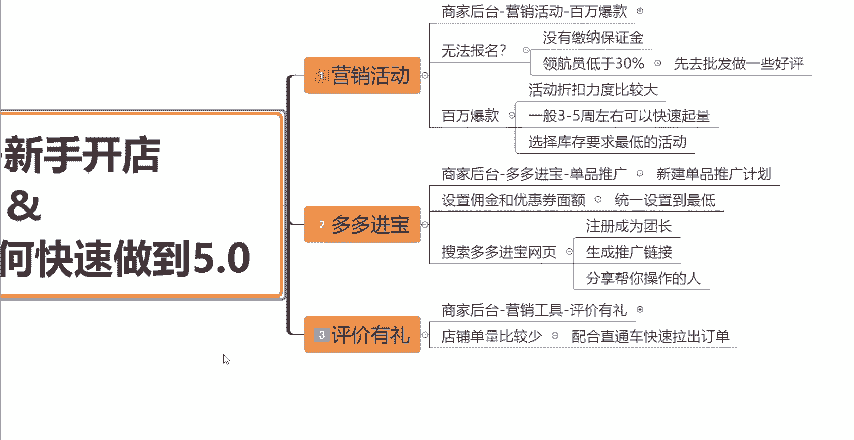 新手开店
&
何快速做到5.0
1 营销活动
商家后台-营销活动-百万爆款
无法报名？
没有缴纳保证金
领航员低于30%
先去批发做一些好评
百万爆款
活动折扣力度比较大
一般3-5周左右可以快速起量
选择库存要求最低的活动
2 多多进宝
商家后台-多多进宝-单品推广
新建单品推广计划
设置佣金和优惠券面额
统一设置到最低
搜索多多进宝网页
注册成为团长
生成推广链接
分享帮你操作的人
3 评价有礼
商家后台-营销工具-评价有礼
店铺单量比较少
配合直通车快速拉出订单